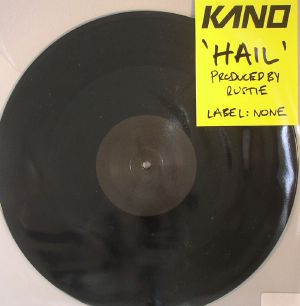 KANO
'HAIL'
PRODUCED BY
RUSTIE
LABEL: NONE